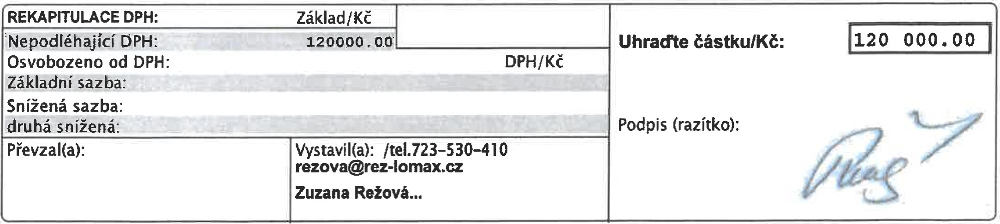 REKAPITULACE DPH: Základ/Kč
Nepodléhající DPH: 120000.00
Osvobozeno od DPH: DPH/Kč
Základní sazba:
Snížená sazba:
druhá snížená:
Uhraďte částku/Kč: 120 000.00
Podpis (razítko):
Převzal(a):
Vystavil(a): /tel.723-530-410
rezova@rez-lomax.cz
Zuzana Režová...